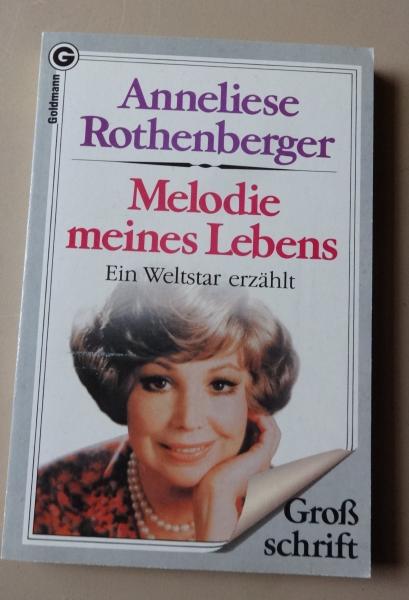 Goldmann
G
Anneliese
Rothenberger
Melodie
meines Lebens
Ein Weltstar erzählt
Groß
schrift